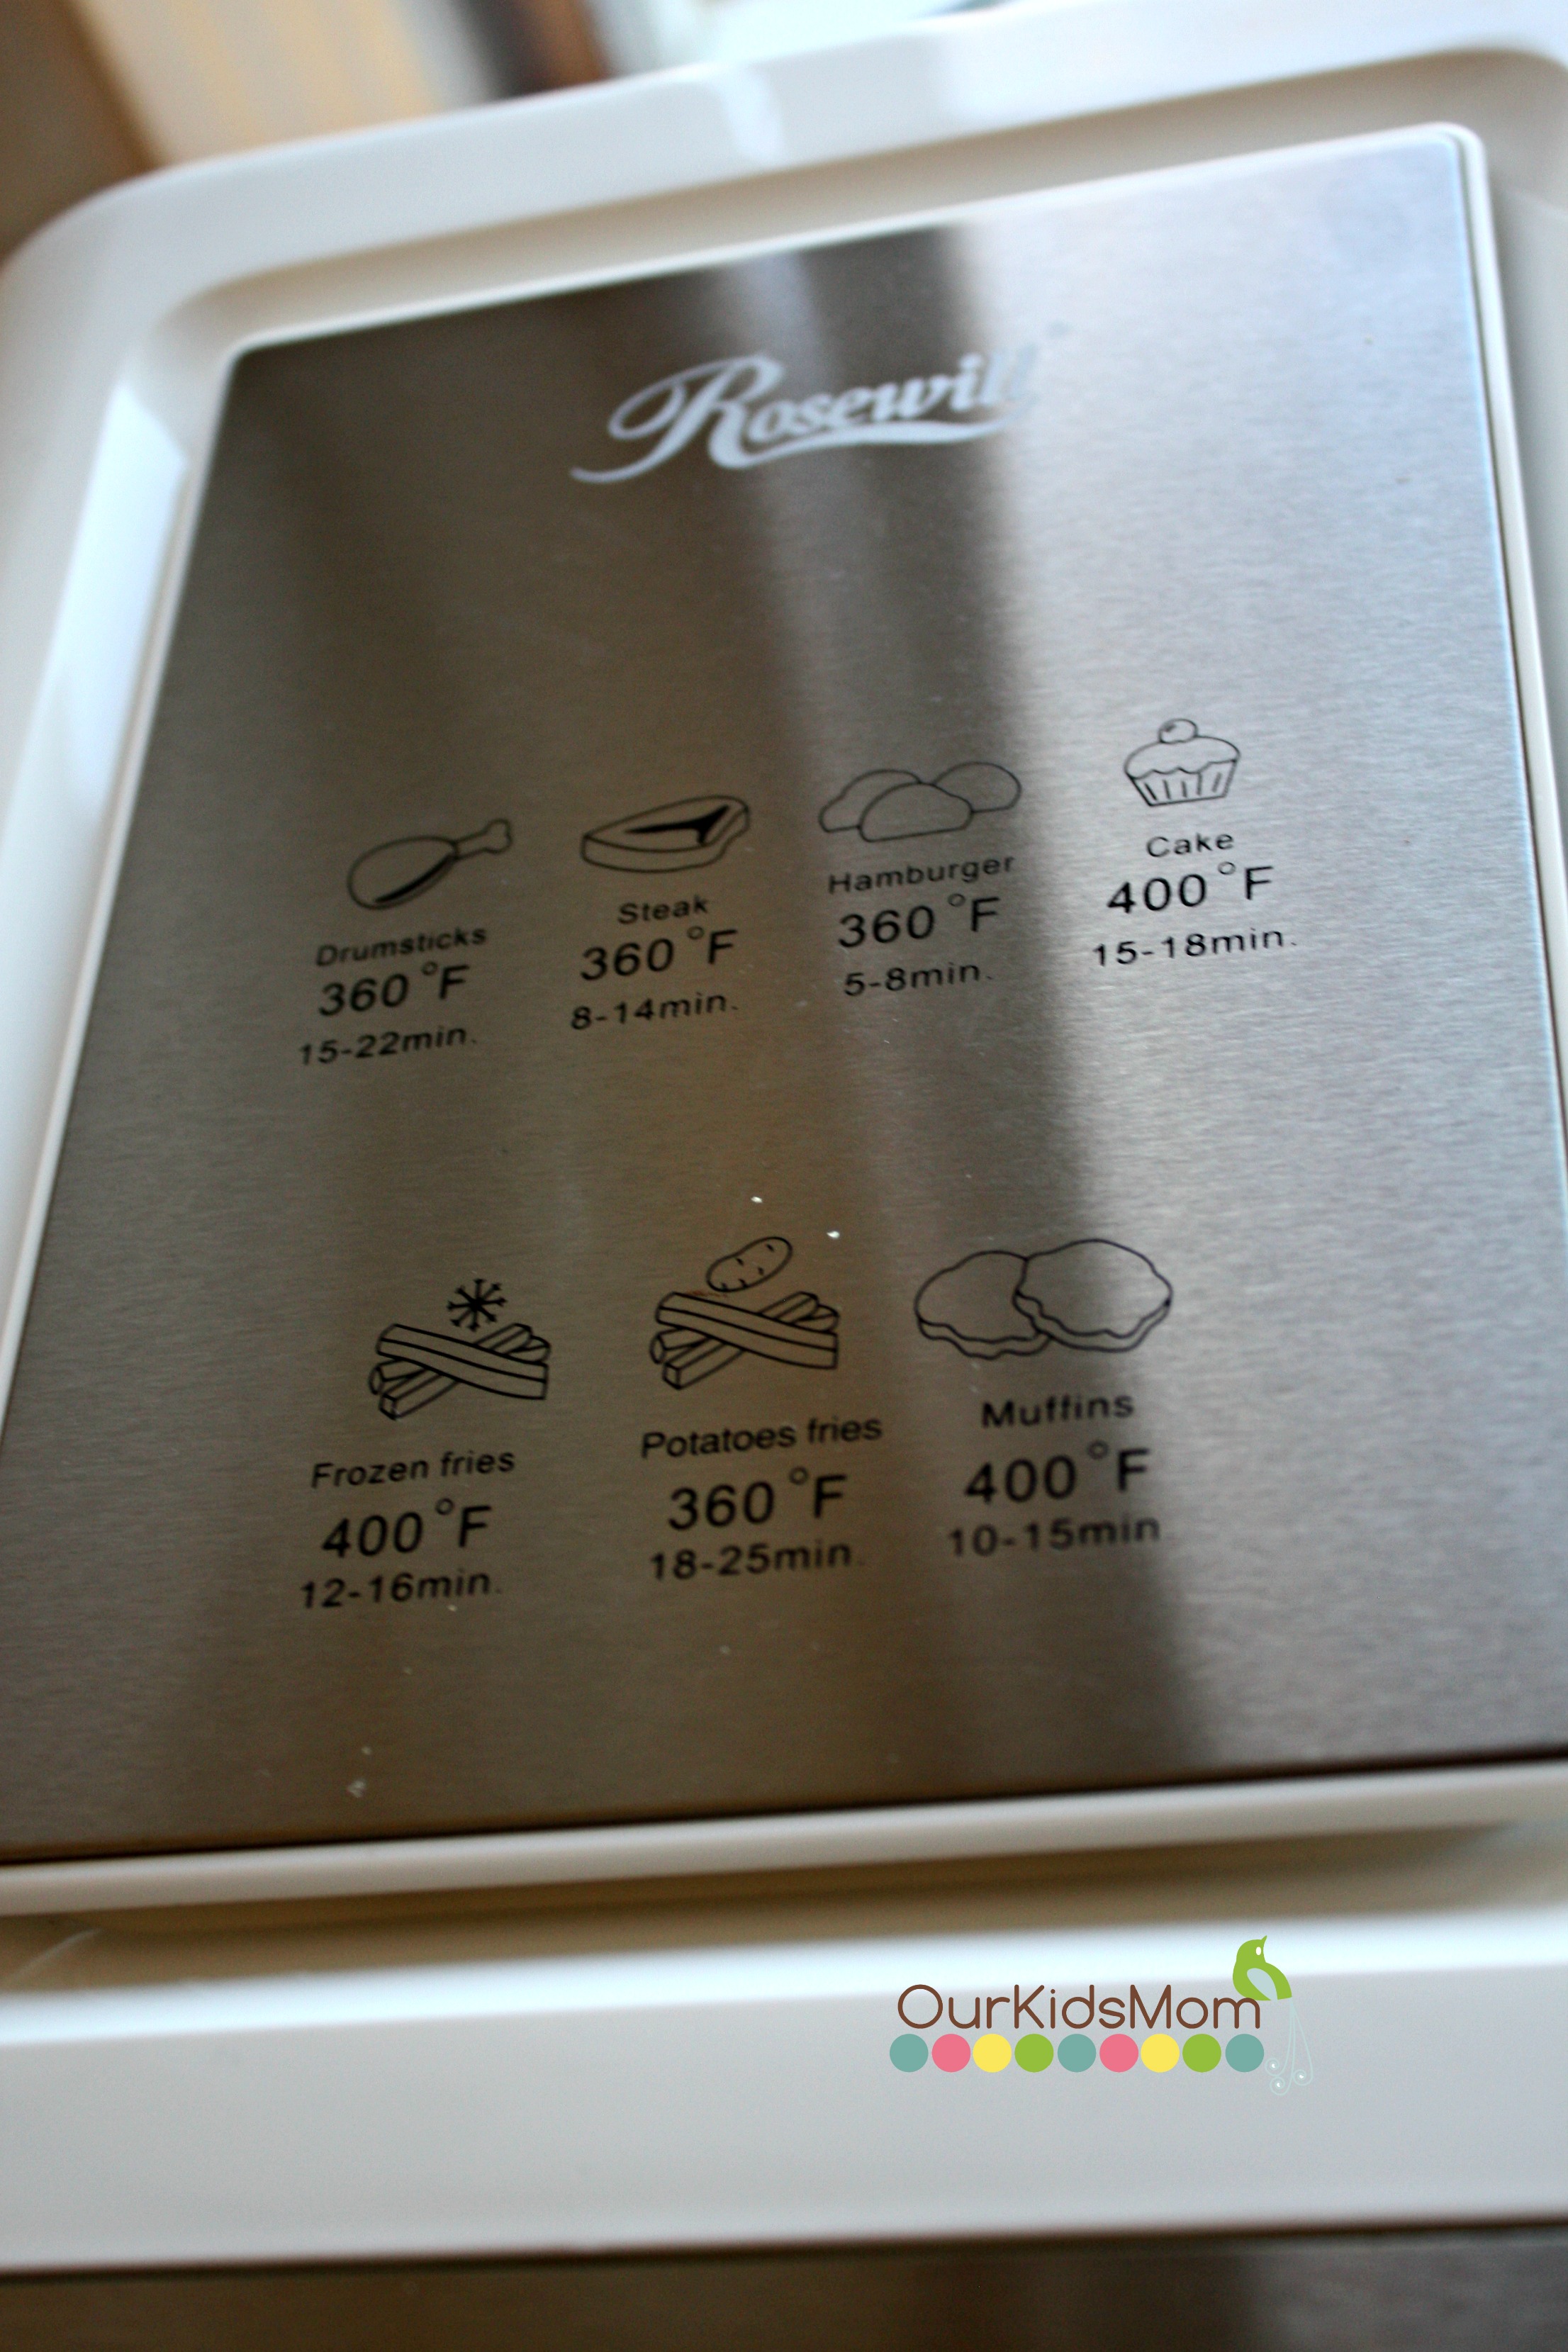 Rosewill
Drumsticks
360°F
15-22min.
Steak
360°F
8-14min.
Hamburger
360°F
5-8min.
Cake
400°F
15-18min.
Frozen fries
400°F
12-16min.
Potatoes fries
360°F
18-25min.
Muffins
400°F
10-15min
OurKidsMom